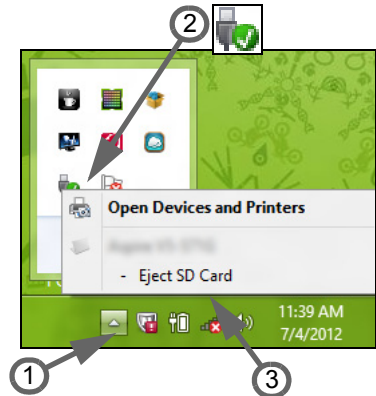 2
Open Devices and Printers
- Eject SD Card
11:39 AM
7/4/2012
1
3